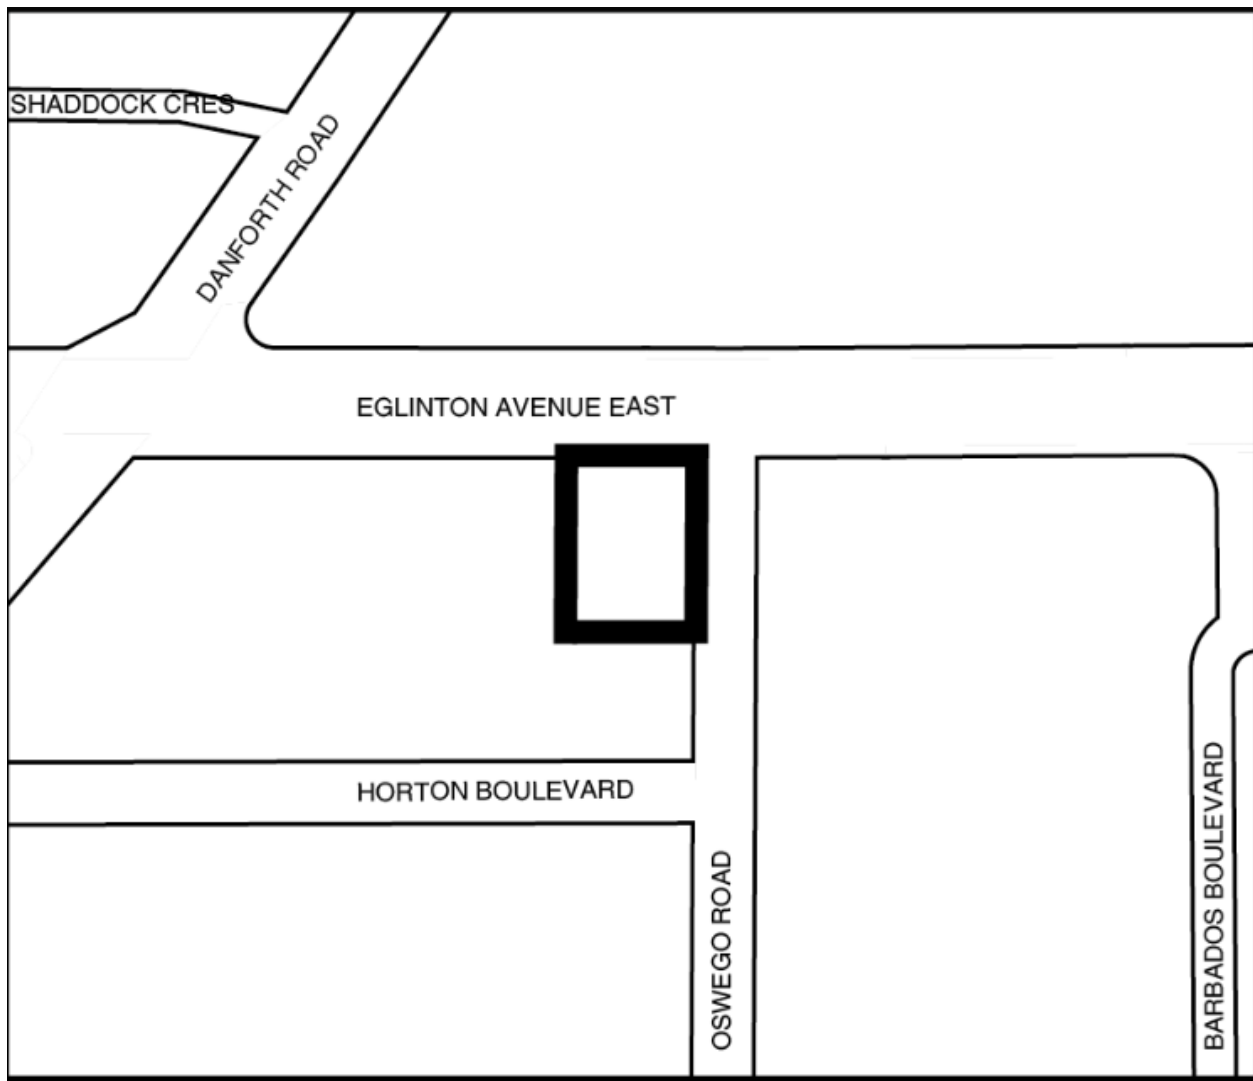 SHADDOCK CRES
DANFORTH ROAD
EGLINTON AVENUE EAST
HORTON BOULEVARD
OSWEGO ROAD
BARBADOS BOULEVARD